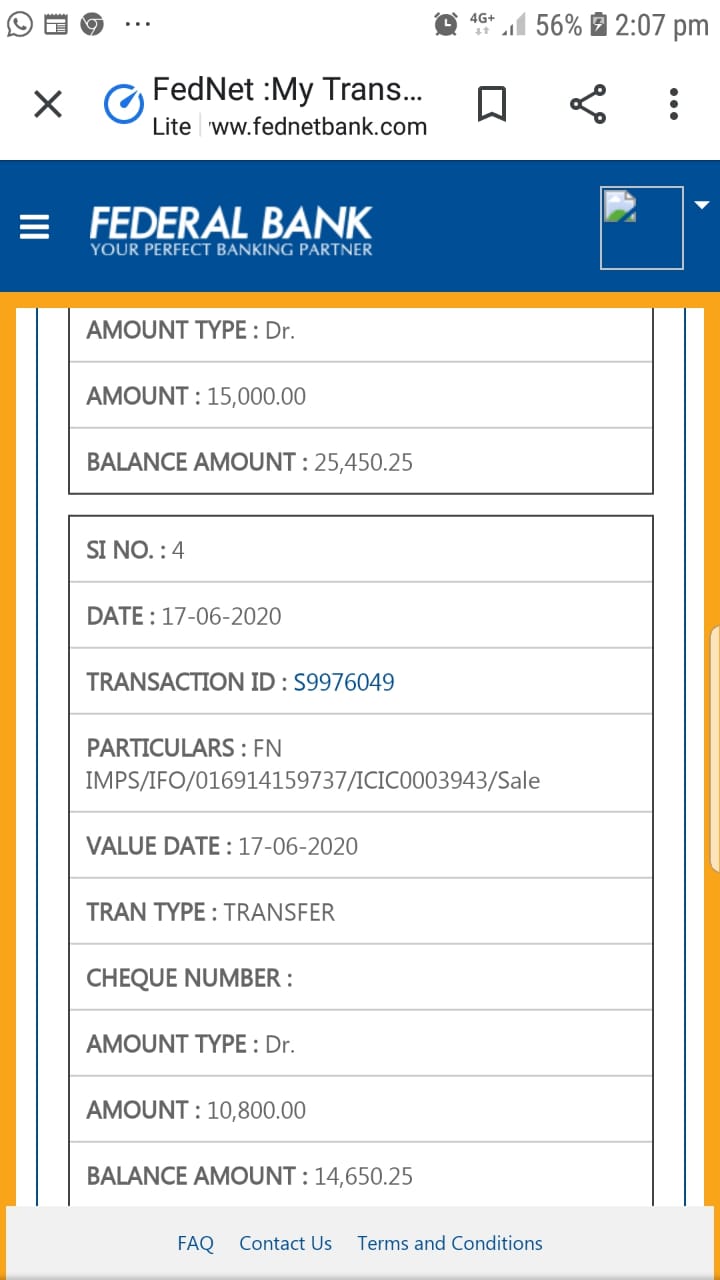 4G+ 56% 2:07 pm
FedNet :My Trans...
Lite ww.fednetbank.com
FEDERAL BANK
YOUR PERFECT BANKING PARTNER
AMOUNT TYPE : Dr.
AMOUNT : 15,000.00
BALANCE AMOUNT : 25,450.25
SI NO. : 4
DATE : 17-06-2020
TRANSACTION ID : S9976049
PARTICULARS : FN
IMPS/IFO/016914159737/ICIC0003943/Sale
VALUE DATE : 17-06-2020
TRAN TYPE : TRANSFER
CHEQUE NUMBER :
AMOUNT TYPE : Dr.
AMOUNT : 10,800.00
BALANCE AMOUNT : 14,650.25
FAQ Contact Us Terms and Conditions